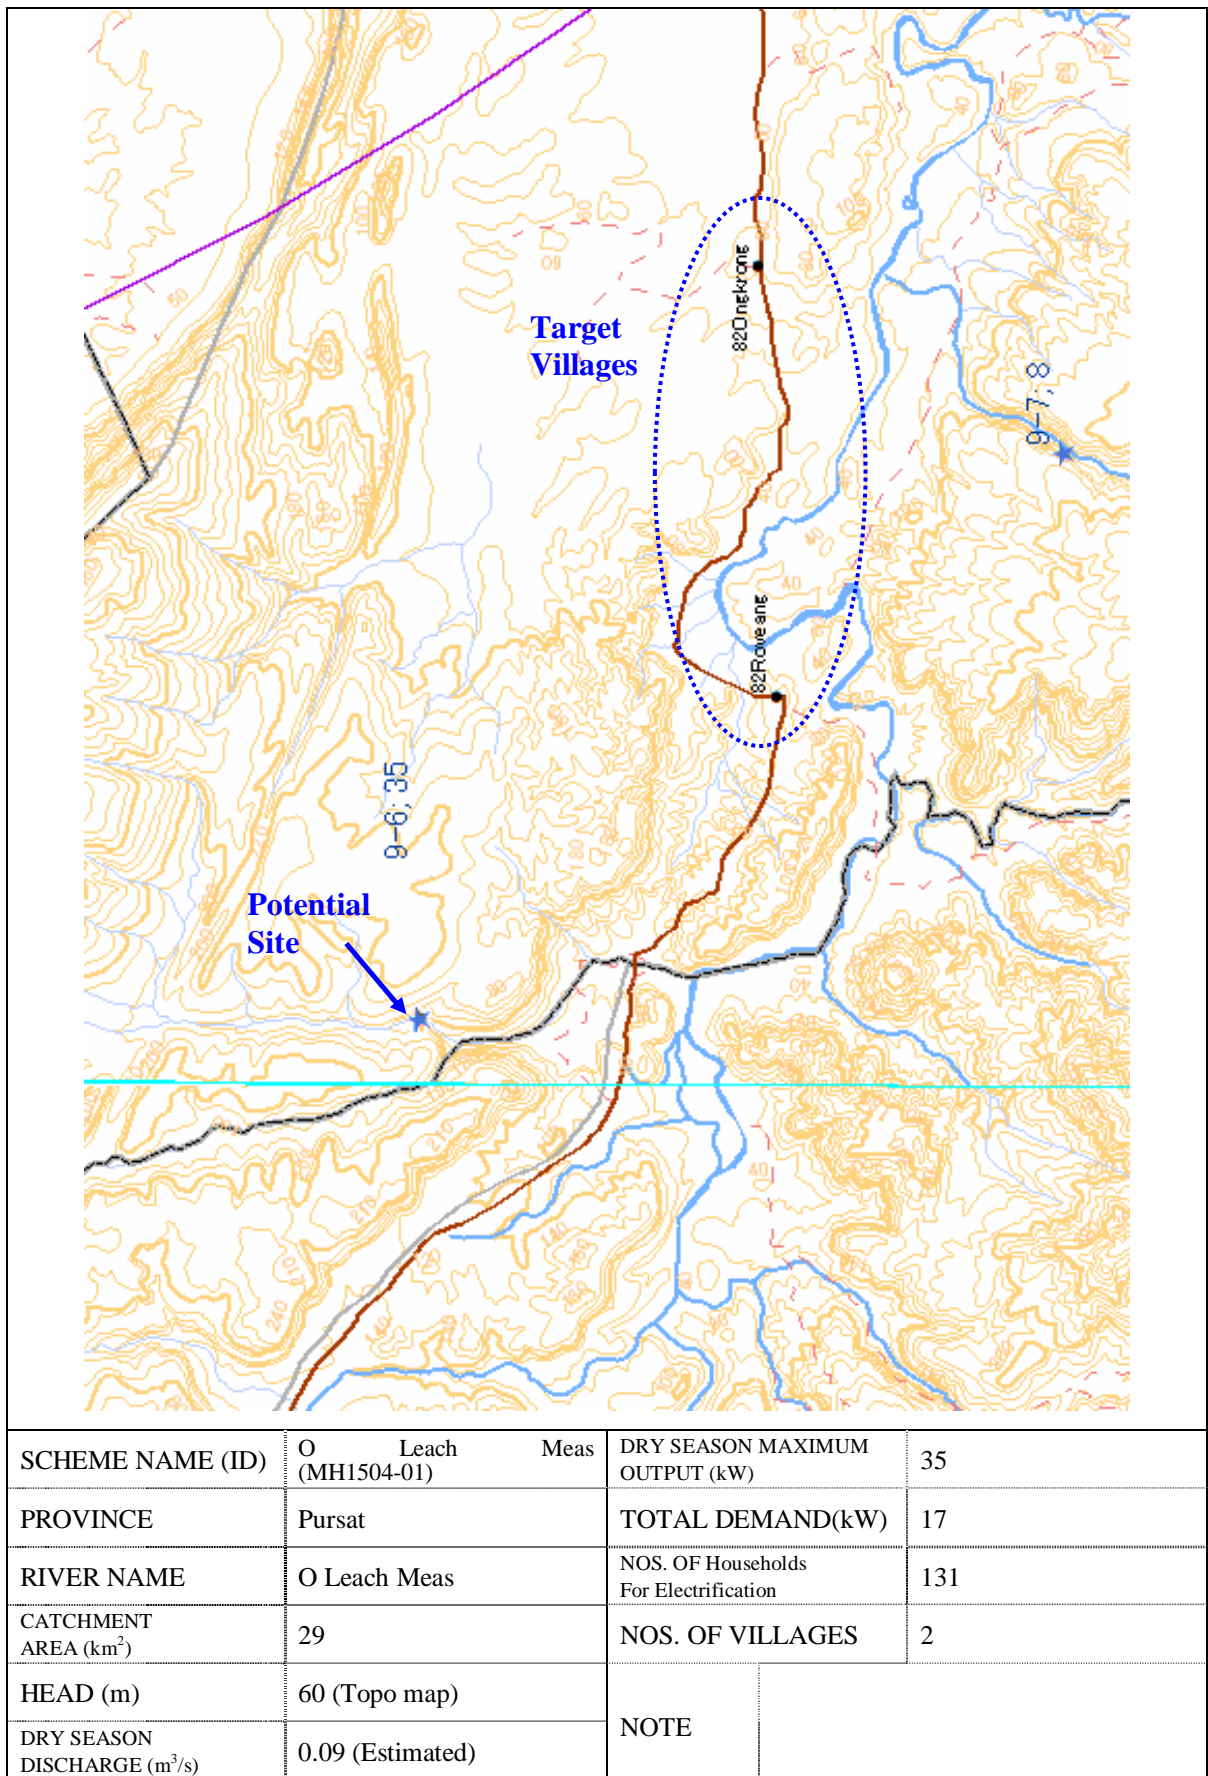 82Ongkrong
Target
Villages
9-7; 8
82Roveang
9-6; 35
Potential
Site
SCHEME NAME (ID)
O Leach Meas
(MH1504-01)
DRY SEASON MAXIMUM
OUTPUT (kW)
35
PROVINCE
Pursat
TOTAL DEMAND(kW)
17
RIVER NAME
O Leach Meas
NOS. OF Households
For Electrification
131
CATCHMENT
AREA (km²)
29
NOS. OF VILLAGES
2
HEAD (m)
60 (Topo map)
NOTE
DRY SEASON
DISCHARGE (m³/s)
0.09 (Estimated)